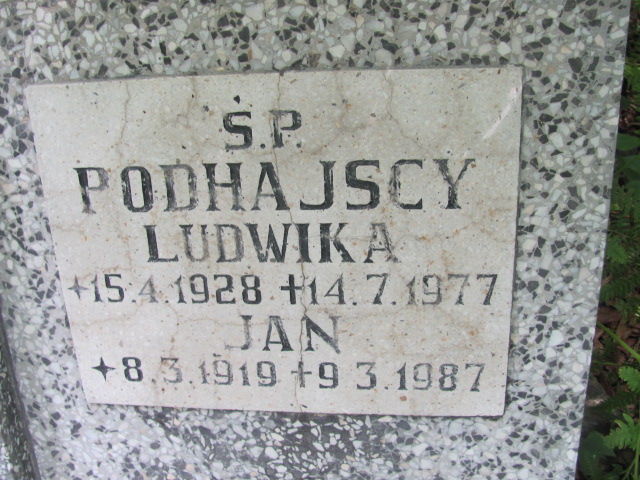 Ś.P.
PODHAJSCY
LUDWIKA
+15.4.1928 +14.7.1977
JAN
+8.3.1919 +9.3.1987